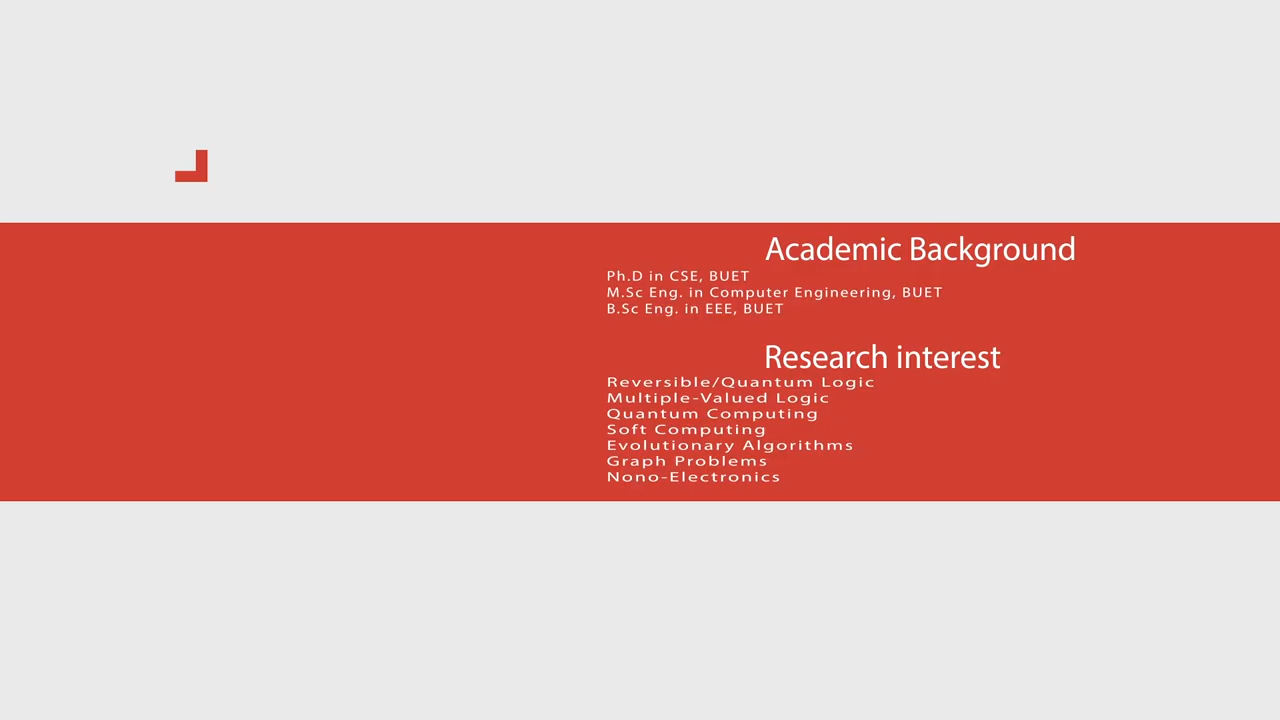 Academic Background
Ph.D in CSE, BUET
M.Sc Eng. in Computer Engineering, BUET
B.Sc Eng. in EEE, BUET
Research interest
Reversible/Quantum Logic
Multiple-Valued Logic
Quantum Computing
Soft Computing
Evolutionary Algorithms
Graph Problems
Nono-Electronics